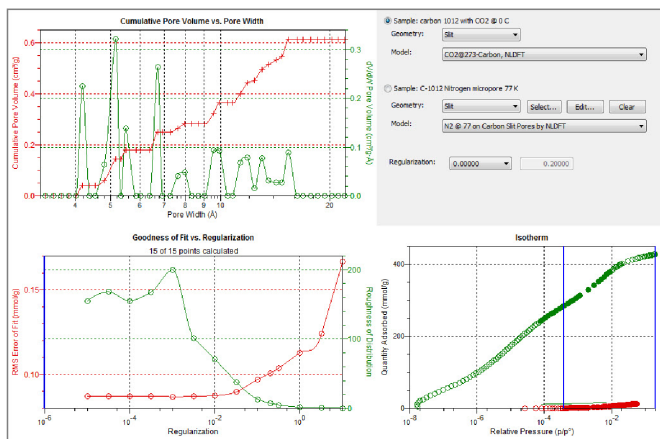 Cumulative Pore Volume vs. Pore Width
Cumulative Pore Volume (cm³/g)
0.6
0.4
0.2
0.0
0.3
0.2
0.1
0.0
dV/dW Pore Volume (cm³/g·Å)
4 5 6 7 8 9 10 20
Pore Width (Å)
Sample: carbon 1012 with CO2 @ 0 C
Geometry: Slit
Model:
CO2@273-Carbon, NLDFT
Sample: C-1012 Nitrogen micropore 77 K
Geometry: Slit Select... Edit... Clear
Model:
N2 @ 77 on Carbon Slit Pores by NLDFT
Regularization: 0.00000 0.20000
Goodness of Fit vs. Regularization
15 of 15 points calculated
RMS Error of Fit (mmol/g)
0.15
0.10
200
100
0
Roughness of Distribution
10⁻⁶ 10⁻⁴ 10⁻² 10⁰
Regularization
Isotherm
Quantity Adsorbed (mmol/g)
400
200
0
10⁻⁸ 10⁻⁶ 10⁻⁴ 10⁻²
Relative Pressure (p/p°)